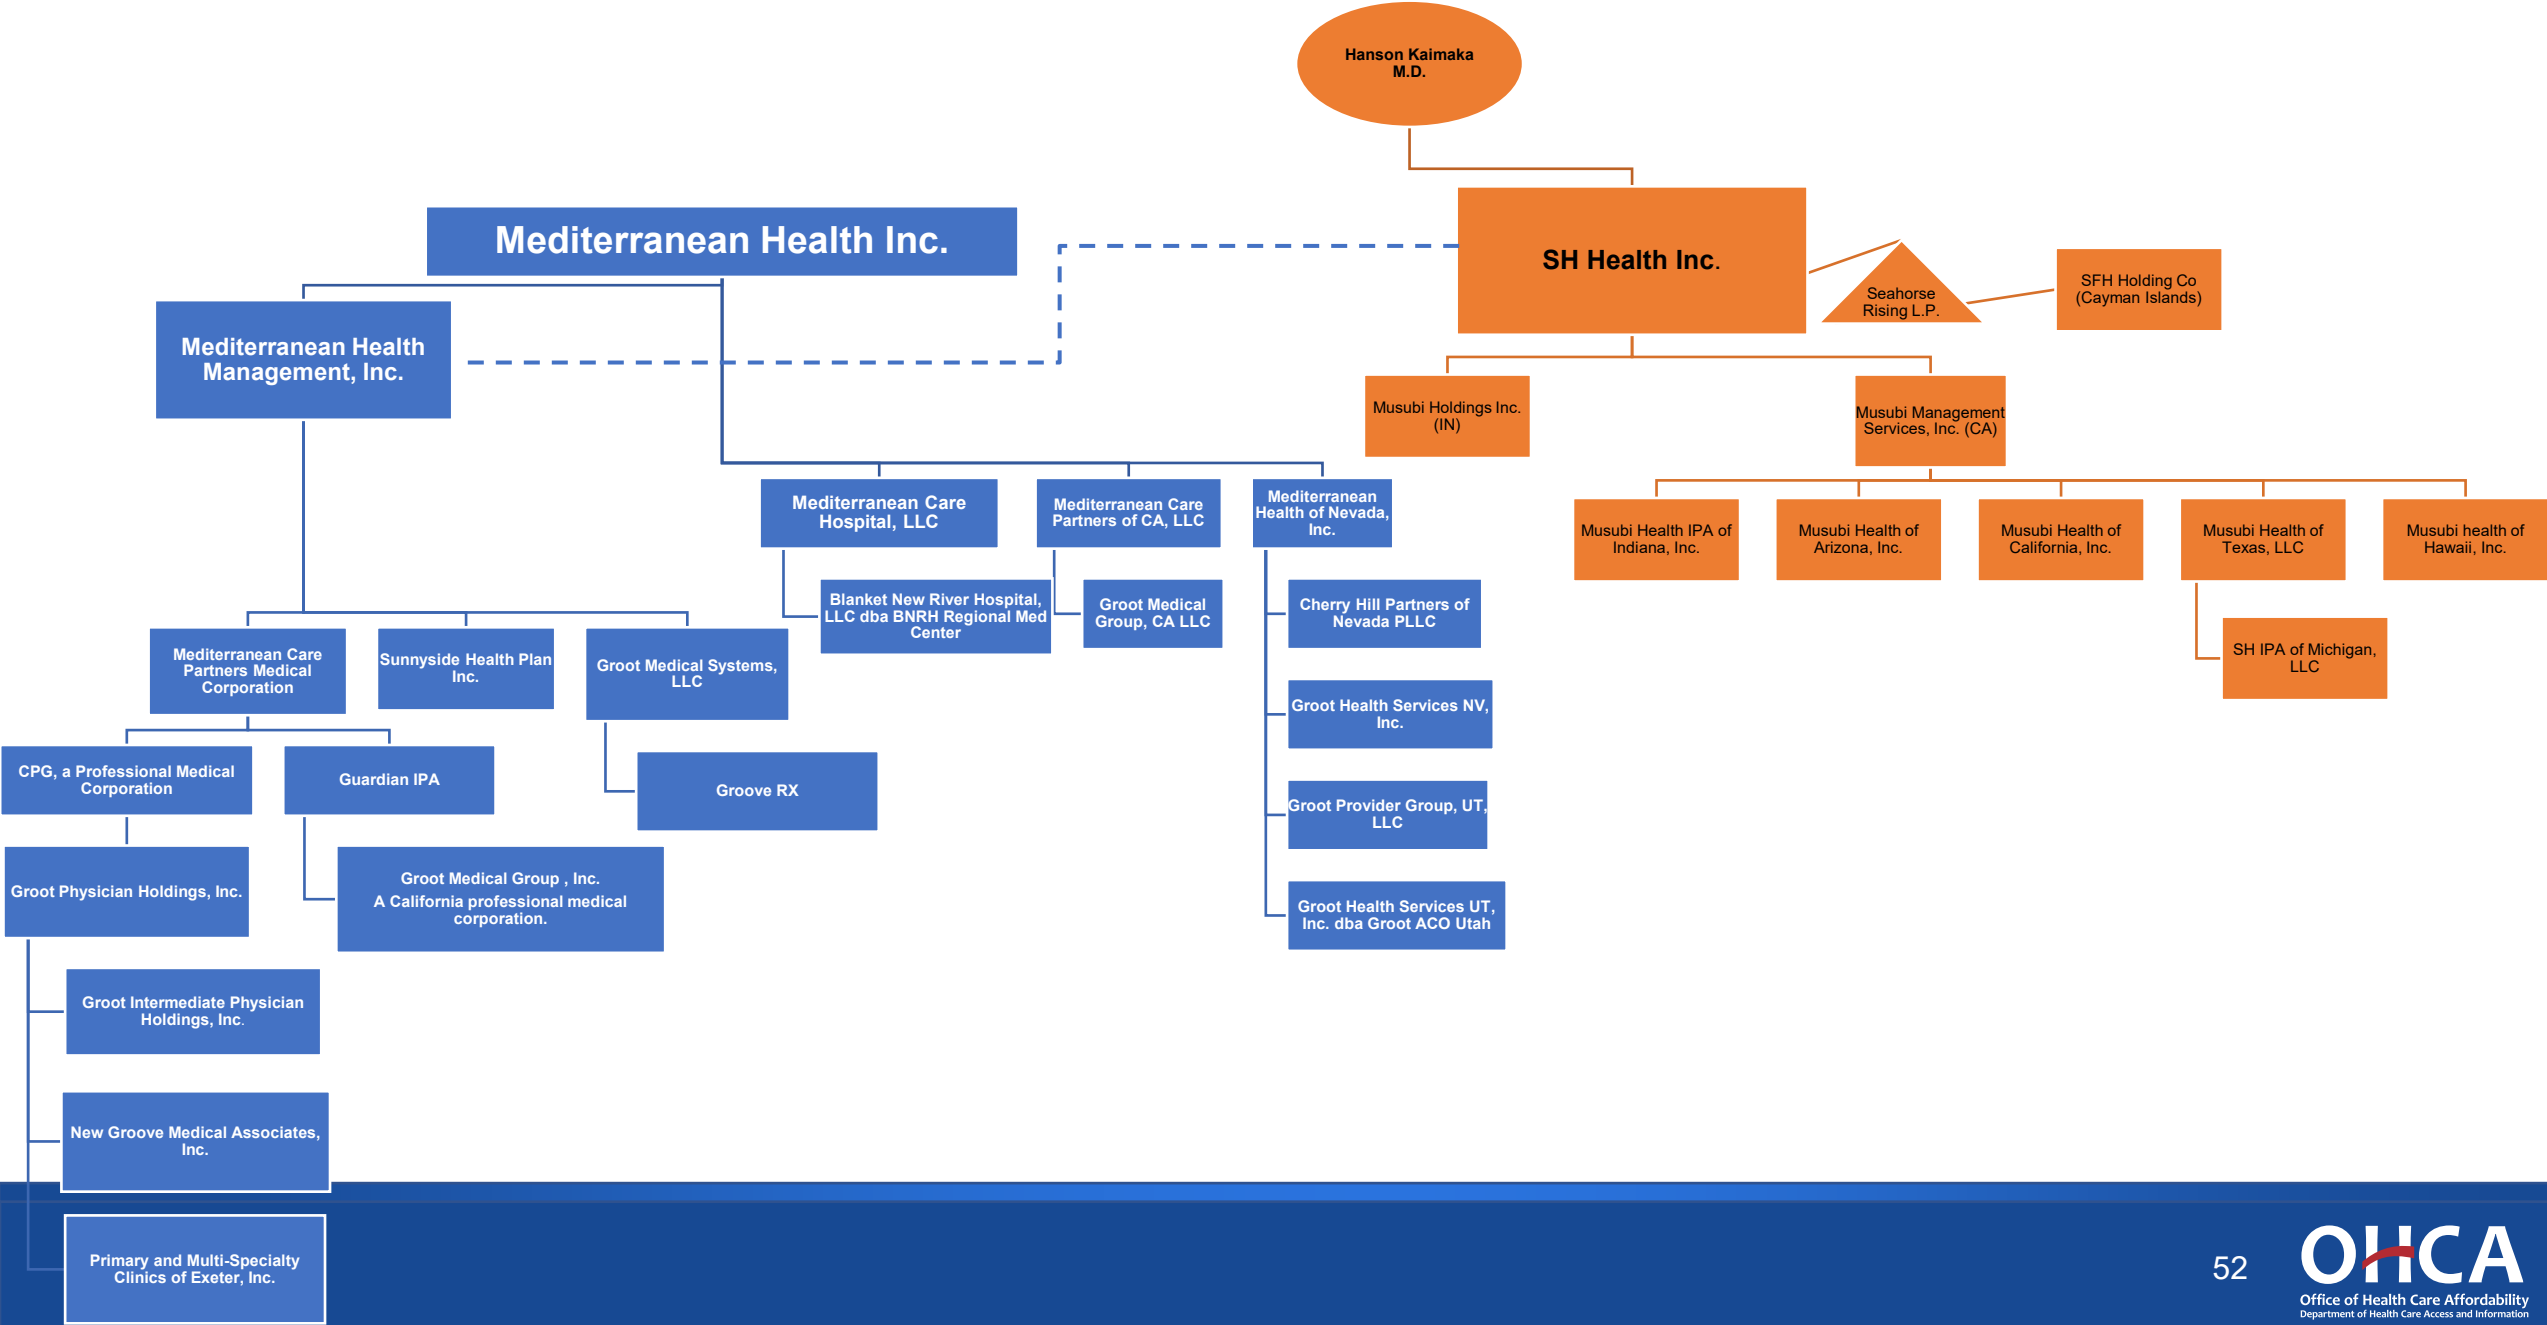 Hanson Kaimaka
M.D.
Mediterranean Health Inc.
SH Health Inc.
Seahorse
Rising L.P.
SFH Holding Co
(Cayman Islands)
Mediterranean Health
Management, Inc.
Musubi Holdings Inc.
(IN)
Musubi Management
Services, Inc. (CA)
Mediterranean Care
Hospital, LLC
Mediterranean Care
Partners of CA, LLC
Mediterranean
Health of Nevada,
Inc.
Musubi Health IPA of
Indiana, Inc.
Musubi Health of
Arizona, Inc.
Musubi Health of
California, Inc.
Musubi Health of
Texas, LLC
Musubi health of
Hawaii, Inc.
Blanket New River Hospital,
LLC dba BNRH Regional Med
Center
Groot Medical
Group, CA LLC
Cherry Hill Partners of
Nevada PLLC
SH IPA of Michigan,
LLC
Mediterranean Care
Partners Medical
Corporation
Sunnyside Health Plan
Inc.
Groot Medical Systems,
LLC
Groot Health Services NV,
Inc.
CPG, a Professional Medical
Corporation
Guardian IPA
Groove RX
Groot Provider Group, UT,
LLC
Groot Physician Holdings, Inc.
Groot Medical Group , Inc.
A California professional medical
corporation.
Groot Health Services UT,
Inc. dba Groot ACO Utah
Groot Intermediate Physician
Holdings, Inc.
New Groove Medical Associates,
Inc.
Primary and Multi-Specialty
Clinics of Exeter, Inc.
52
OHCA
Office of Health Care Affordability
Department of Health Care Access and Information